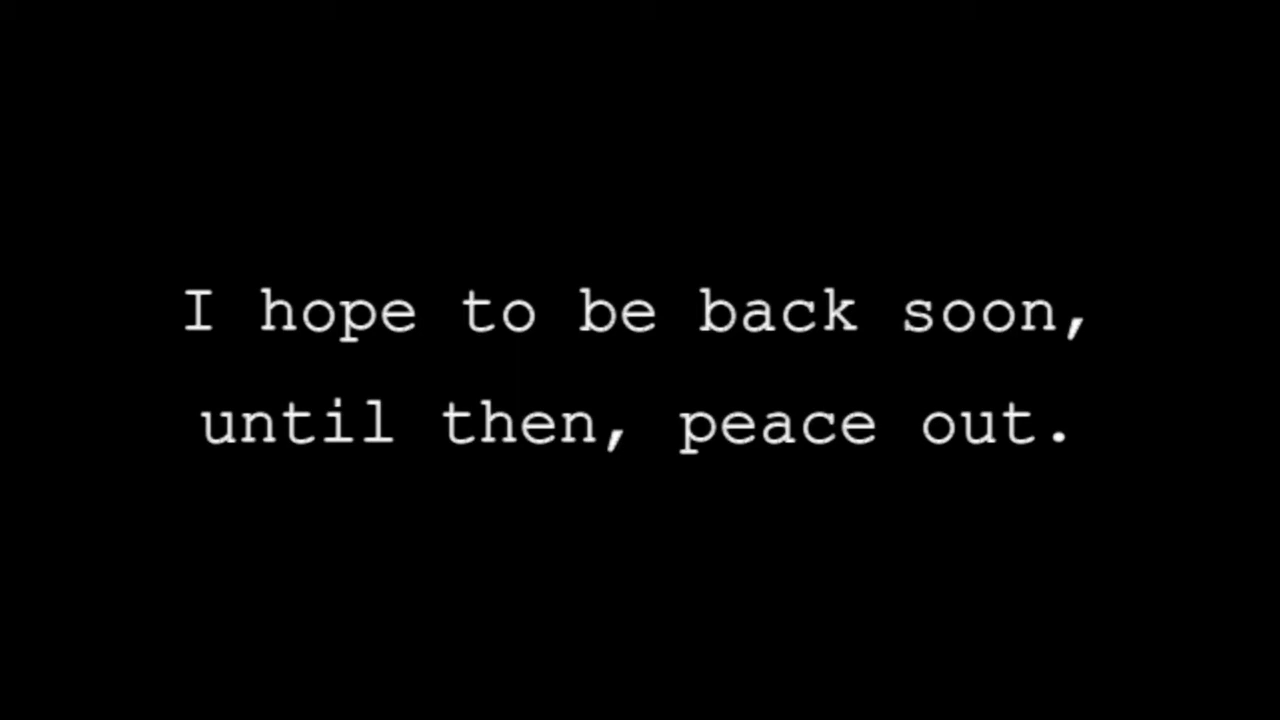 I hope to be back soon,
until then, peace out.